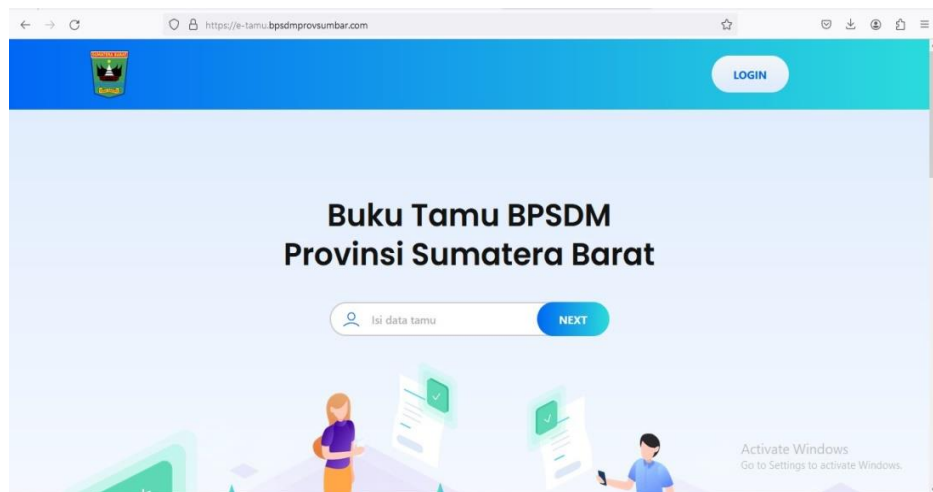 https://e-tamu.bpsdmprovsumbar.com
LOGIN
Buku Tamu BPSDM
Provinsi Sumatera Barat
Isi data tamu
NEXT
Activate Windows
Go to Settings to activate Windows.